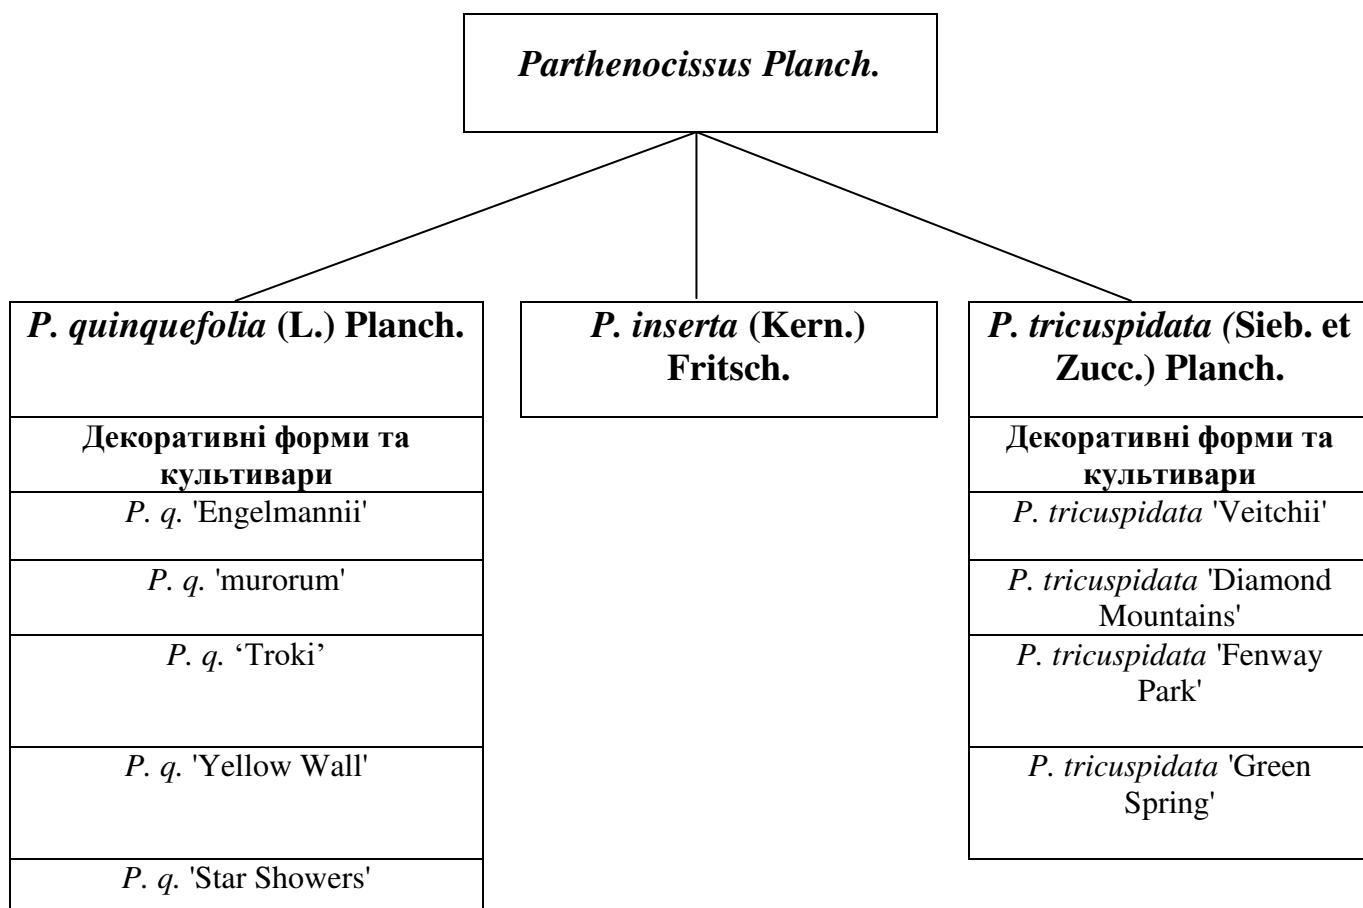 Parthenocissus Planch.
P. quinquefolia (L.) Planch.
Декоративні форми та
культивари
P. q. 'Engelmannii'
P. q. 'murorum'
P. q. ‘Troki’
P. q. 'Yellow Wall'
P. q. 'Star Showers'
P. inserta (Kern.)
Fritsch.
P. tricuspidata (Sieb. et
Zucc.) Planch.
Декоративні форми та
культивари
P. tricuspidata 'Veitchii'
P. tricuspidata 'Diamond
Mountains'
P. tricuspidata 'Fenway
Park'
P. tricuspidata 'Green
Spring'